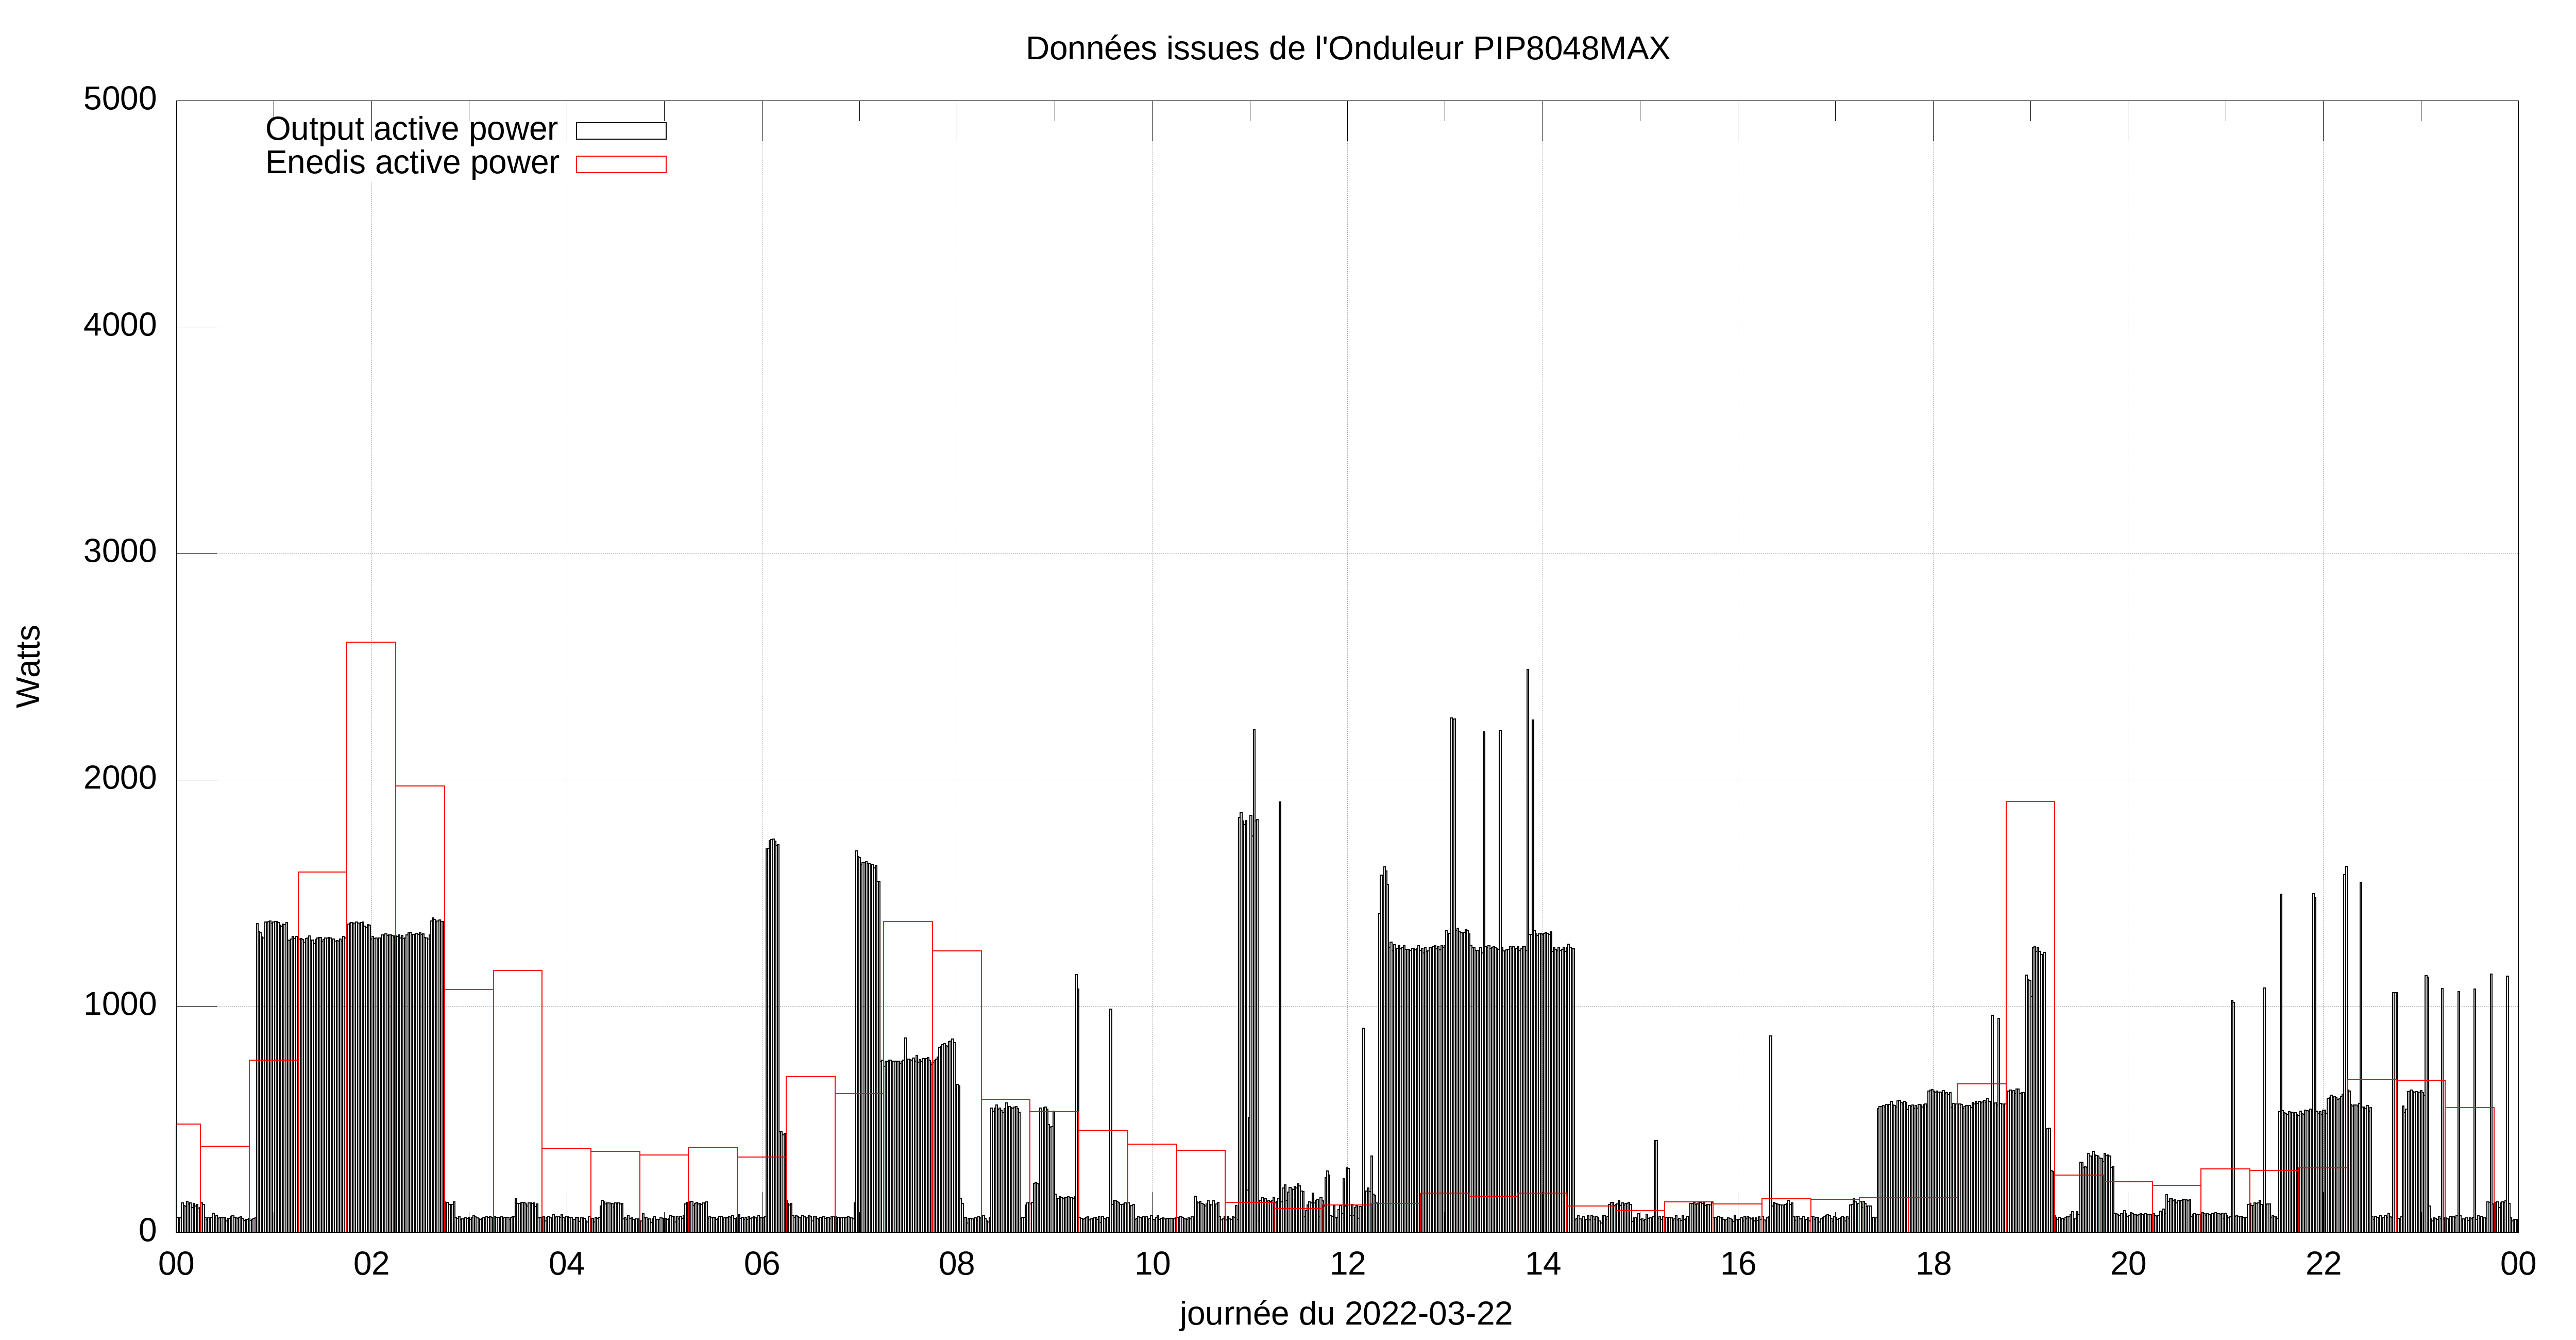 Données issues de l'Onduleur PIP8048MAX
5000
Output active power
Enedis active power
4000
3000
Watts
2000
1000
0
00 02 04 06 08 10 12 14 16 18 20 22 00
journée du 2022-03-22